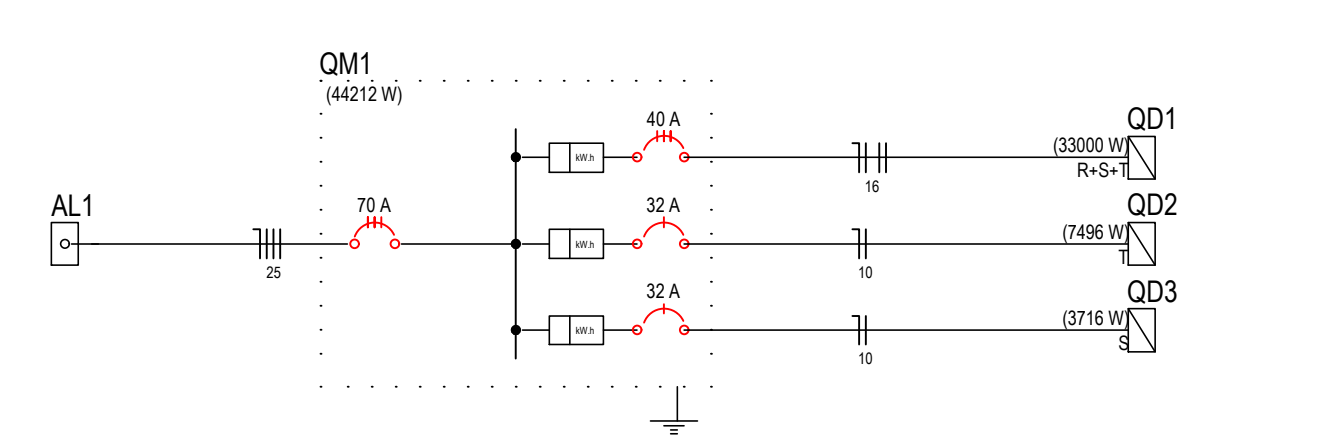 QM1
(44212 W)
40 A
kW.h
16
(33000 W)
R+S+T
QD1
AL1
25
70 A
32 A
kW.h
10
(7496 W)
T
QD2
32 A
kW.h
10
(3716 W)
S
QD3